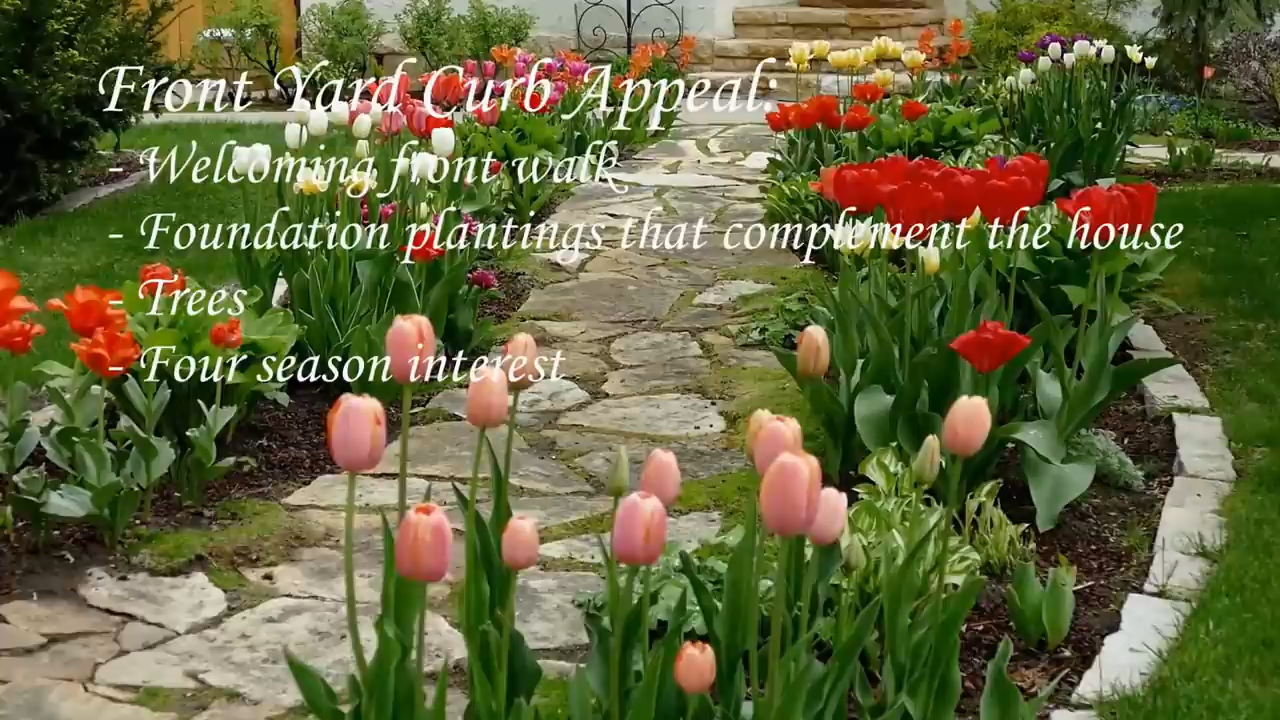 Front Yard Curb Appeal:
- Welcoming front walk
- Foundation plantings that complement the house
- Trees
- Four season interest